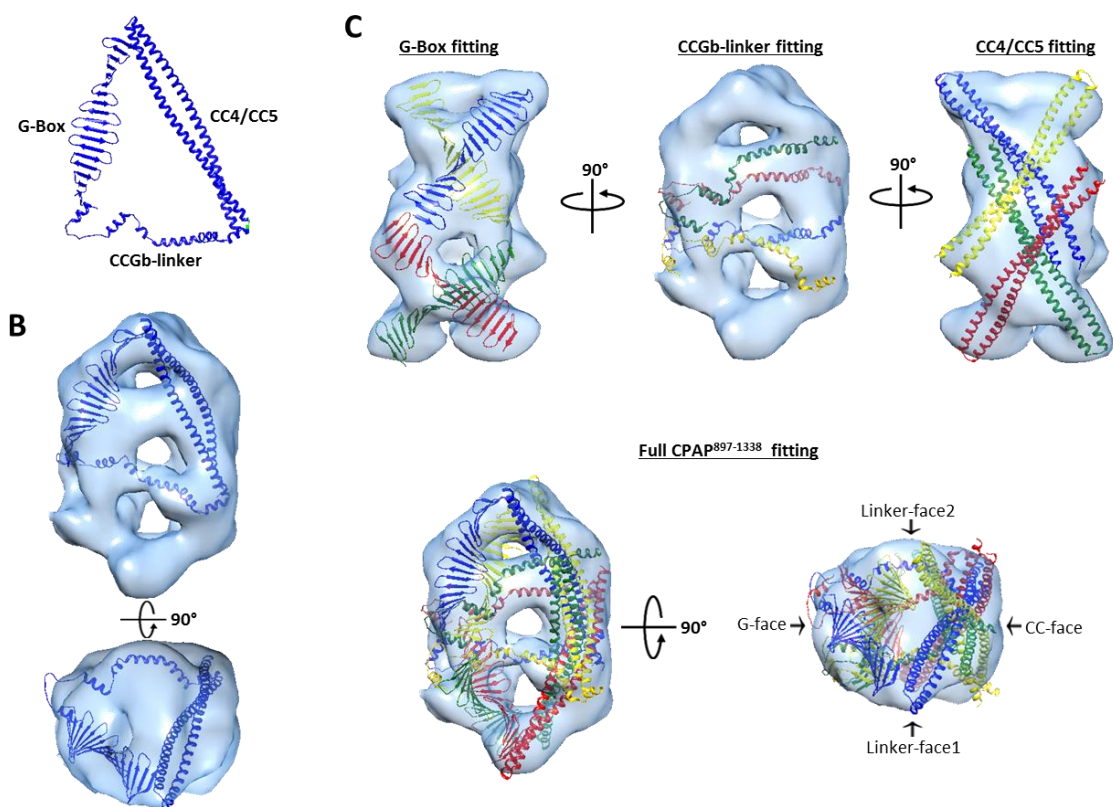 G-Box
CC4/CC5
CCGb-linker
B
90°
C
G-Box fitting
CCGb-linker fitting
CC4/CC5 fitting
90°
90°
Full CPAP⁸⁹⁷⁻¹³³⁸ fitting
90°
Linker-face2
G-face
CC-face
Linker-face1